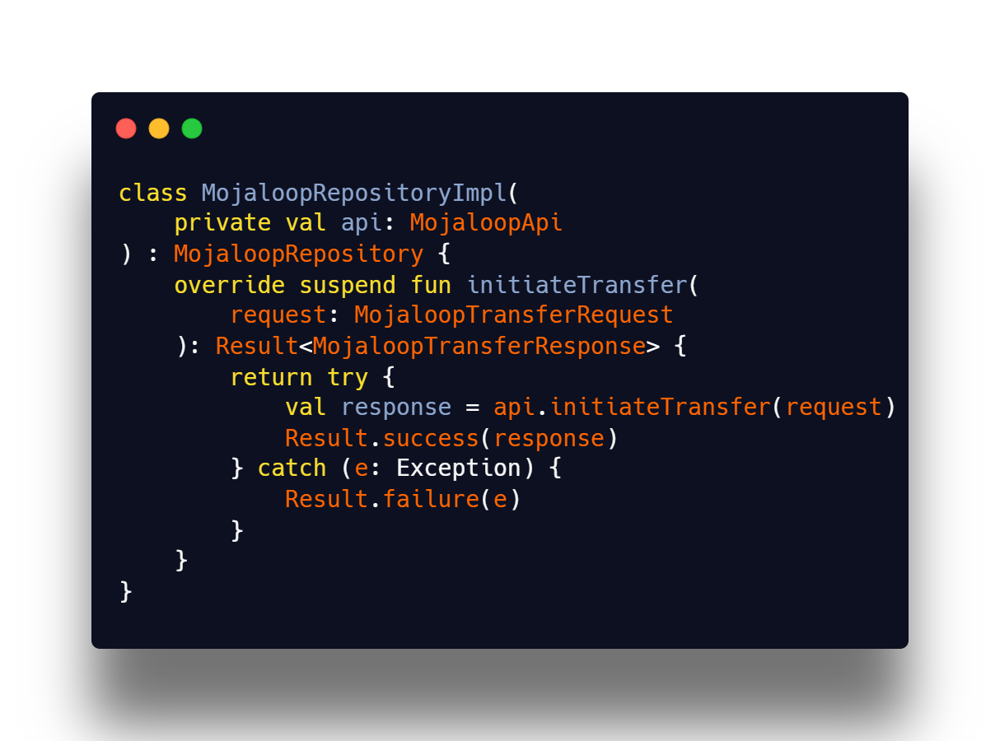 class MojaloopRepositoryImpl(
    private val api: MojaloopApi
) : MojaloopRepository {
    override suspend fun initiateTransfer(
        request: MojaloopTransferRequest
    ): Result<MojaloopTransferResponse> {
        return try {
            val response = api.initiateTransfer(request)
            Result.success(response)
        } catch (e: Exception) {
            Result.failure(e)
        }
    }
}